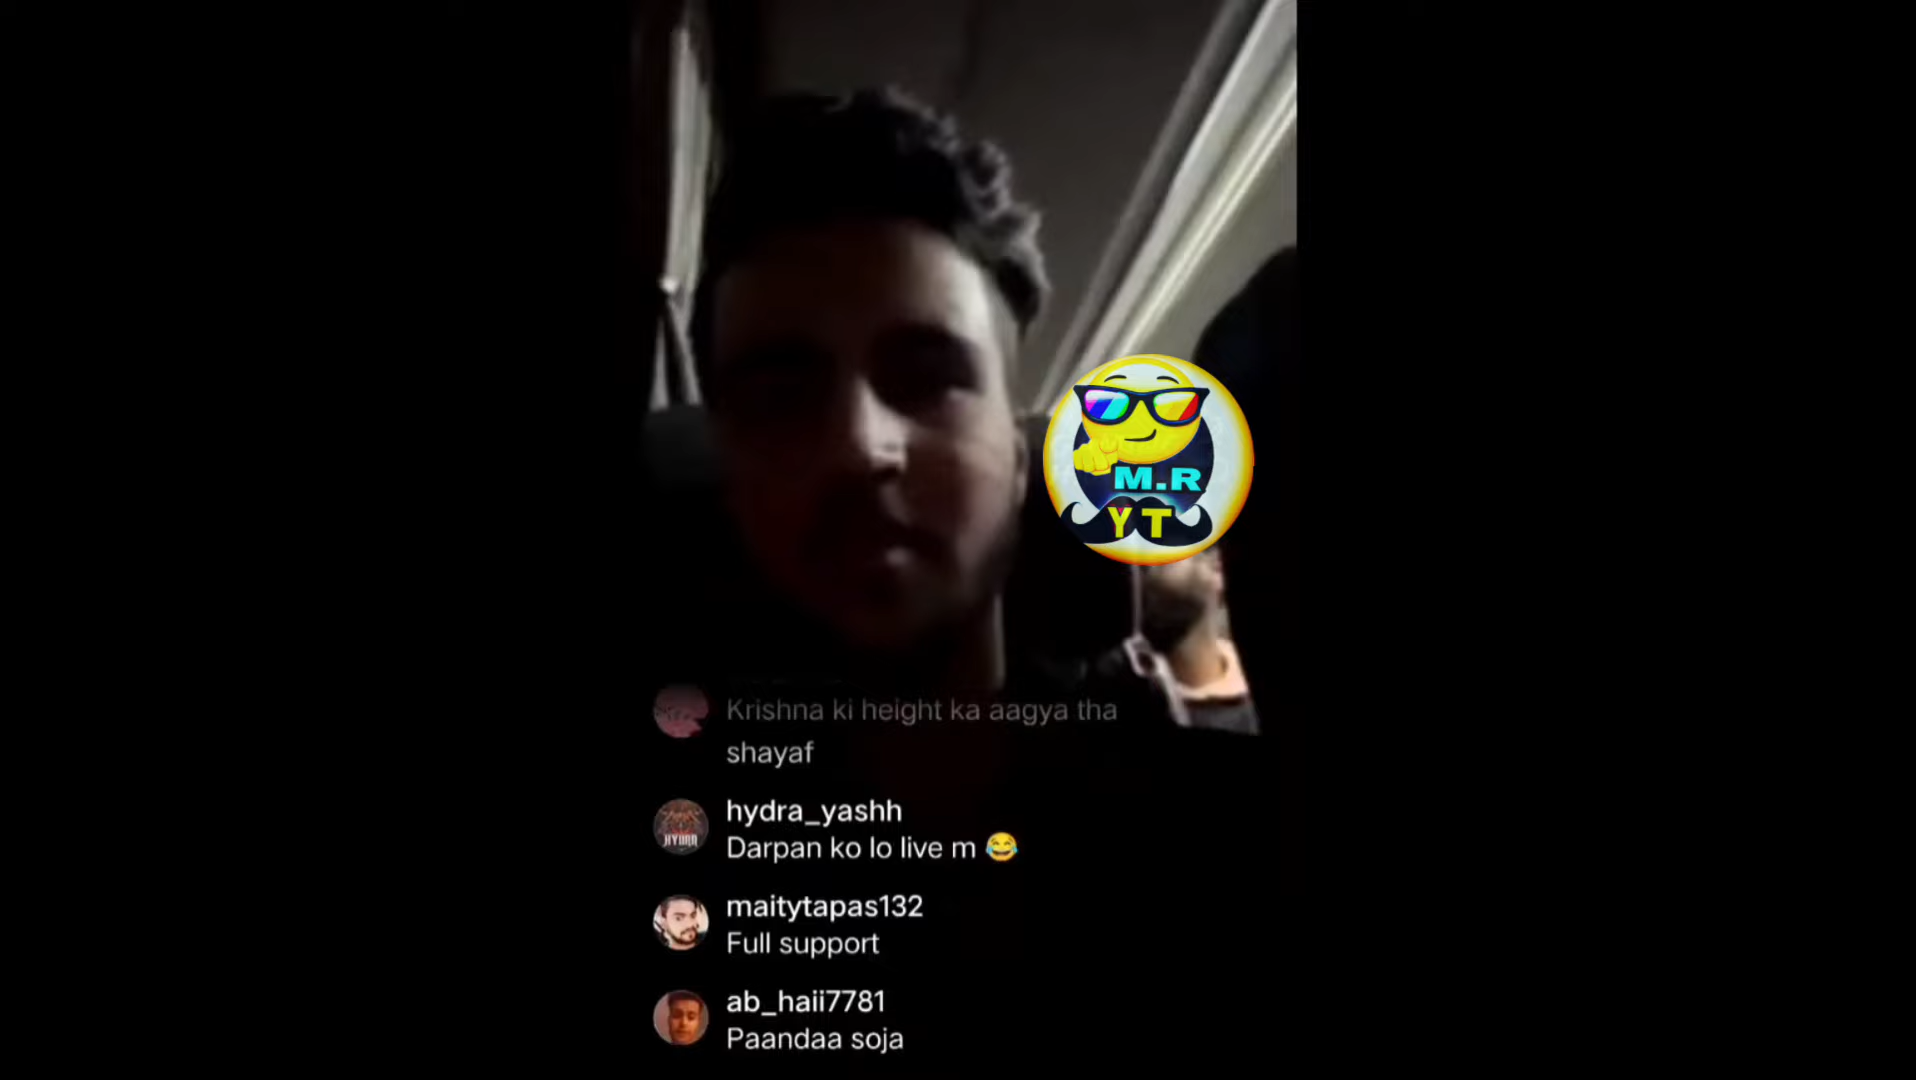 M.R
YT
Krishna ki height ka aagya tha
shayaf
hydra_yashh
Darpan ko lo live m 😂
maitytapas132
Full support
ab_haii7781
Paandaa soja